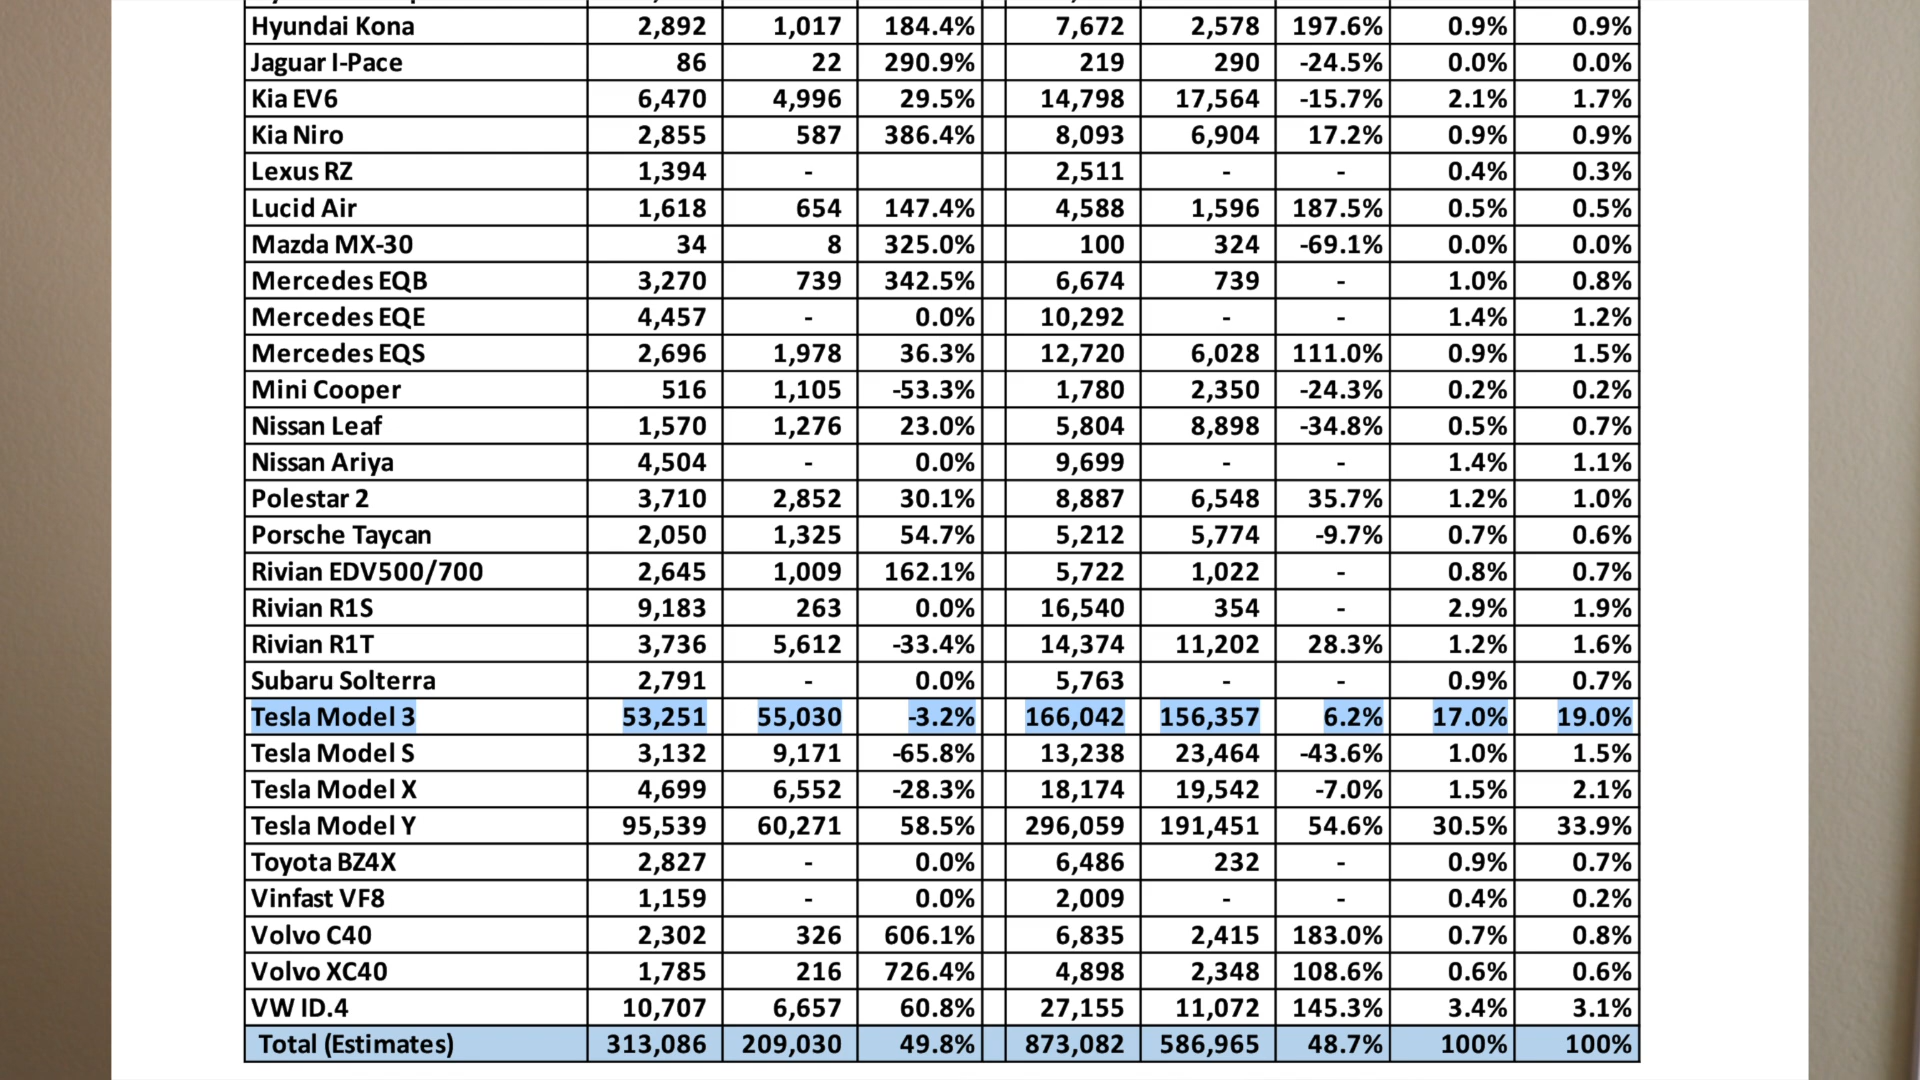 Hyundai Kona 2,892 1,017 184.4% 7,672 2,578 197.6% 0.9% 0.9%
Jaguar I-Pace 86 22 290.9% 219 290 -24.5% 0.0% 0.0%
Kia EV6 6,470 4,996 29.5% 14,798 17,564 -15.7% 2.1% 1.7%
Kia Niro 2,855 587 386.4% 8,093 6,904 17.2% 0.9% 0.9%
Lexus RZ 1,394 - 2,511 - - 0.4% 0.3%
Lucid Air 1,618 654 147.4% 4,588 1,596 187.5% 0.5% 0.5%
Mazda MX-30 34 8 325.0% 100 324 -69.1% 0.0% 0.0%
Mercedes EQB 3,270 739 342.5% 6,674 739 - 1.0% 0.8%
Mercedes EQE 4,457 - 0.0% 10,292 - - 1.4% 1.2%
Mercedes EQS 2,696 1,978 36.3% 12,720 6,028 111.0% 0.9% 1.5%
Mini Cooper 516 1,105 -53.3% 1,780 2,350 -24.3% 0.2% 0.2%
Nissan Leaf 1,570 1,276 23.0% 5,804 8,898 -34.8% 0.5% 0.7%
Nissan Ariya 4,504 - 0.0% 9,699 - - 1.4% 1.1%
Polestar 2 3,710 2,852 30.1% 8,887 6,548 35.7% 1.2% 1.0%
Porsche Taycan 2,050 1,325 54.7% 5,212 5,774 -9.7% 0.7% 0.6%
Rivian EDV500/700 2,645 1,009 162.1% 5,722 1,022 - 0.8% 0.7%
Rivian R1S 9,183 263 0.0% 16,540 354 - 2.9% 1.9%
Rivian R1T 3,736 5,612 -33.4% 14,374 11,202 28.3% 1.2% 1.6%
Subaru Solterra 2,791 - 0.0% 5,763 - - 0.9% 0.7%
Tesla Model 3 53,251 55,030 -3.2% 166,042 156,357 6.2% 17.0% 19.0%
Tesla Model S 3,132 9,171 -65.8% 13,238 23,464 -43.6% 1.0% 1.5%
Tesla Model X 4,699 6,552 -28.3% 18,174 19,542 -7.0% 1.5% 2.1%
Tesla Model Y 95,539 60,271 58.5% 296,059 191,451 54.6% 30.5% 33.9%
Toyota BZ4X 2,827 - 0.0% 6,486 232 - 0.9% 0.7%
Vinfast VF8 1,159 - 0.0% 2,009 - - 0.4% 0.2%
Volvo C40 2,302 326 606.1% 6,835 2,415 183.0% 0.7% 0.8%
Volvo XC40 1,785 216 726.4% 4,898 2,348 108.6% 0.6% 0.6%
VW ID.4 10,707 6,657 60.8% 27,155 11,072 145.3% 3.4% 3.1%
Total (Estimates) 313,086 209,030 49.8% 873,082 586,965 48.7% 100% 100%